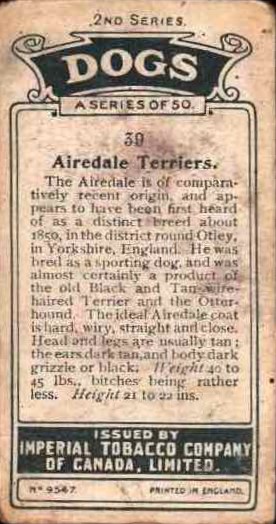 2ND SERIES.
DOGS
A SERIES OF 50.
39
Airedale Terriers.
The Airedale is of compara-
tively recent origin, and ap-
pears to have been first heard
of as a distinct breed about
1850, in the district round Otley,
in Yorkshire, England. He was
bred as a sporting dog, and was
almost certainly a product of
the old Black and Tan wire-
haired Terrier and the Otter-
hound. The ideal Airedale coat
is hard, wiry, straight and close.
Head and legs are usually tan;
the ears dark tan, and body dark
grizzle or black. Weight 40 to
45 lbs., bitches being rather
less. Height 21 to 22 ins.
ISSUED BY
IMPERIAL TOBACCO COMPANY
OF CANADA, LIMITED.
No 9567 PRINTED IN ENGLAND.